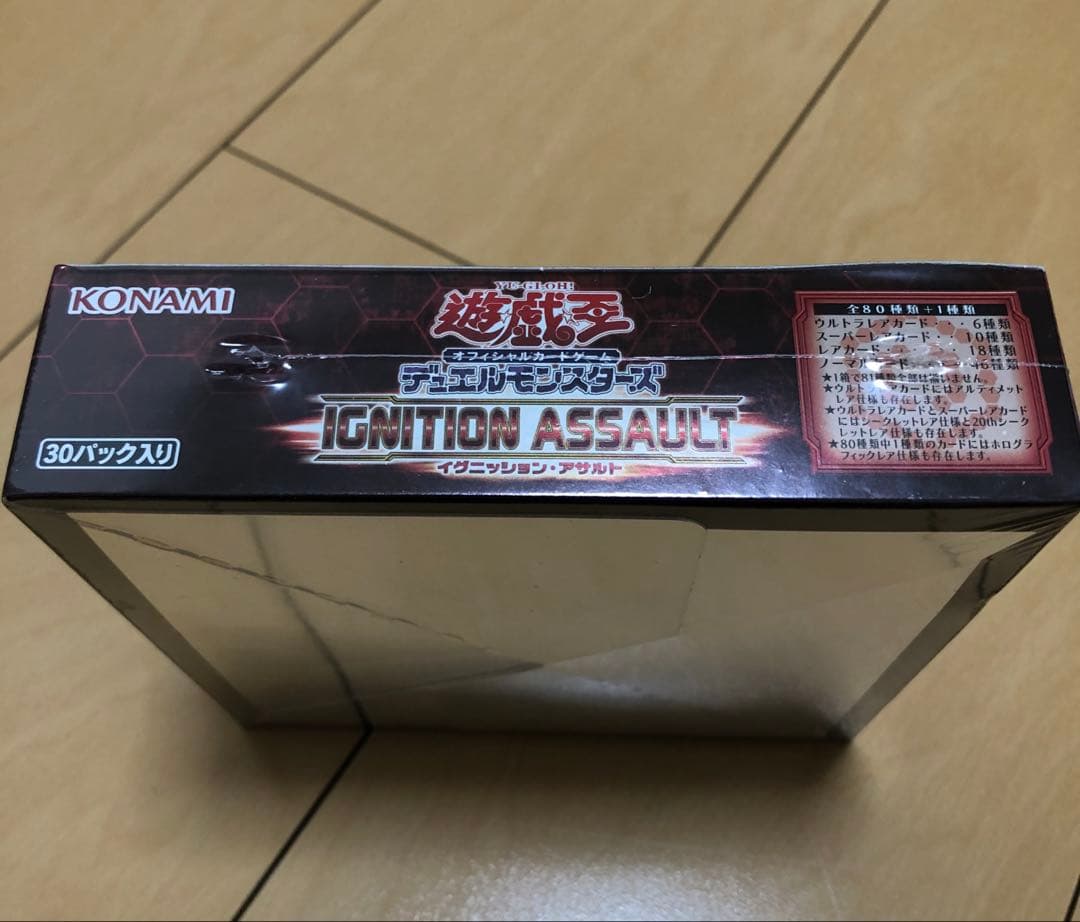 KONAMI
YU-GI-OH!
遊☆戯☆王
オフィシャルカードゲーム
デュエルモンスターズ
IGNITION ASSAULT
イグニッション・アサルト
30パック入り
全80種類+1種類
ウルトラレアカード・・・6種類
スーパーレアカード・・10種類
レアカード・・・18種類
ノーマルカード・・・46種類
★1箱で81種類全部は揃いません。
★ウルトラレアカードにはアルティメット
レア仕様も存在します。
★ウルトラレアカードとスーパーレアカード
にはシークレットレア仕様と20thシーク
レットレア仕様も存在します。
★80種類中1種類のカードにはホログラ
フィックレア仕様も存在します。